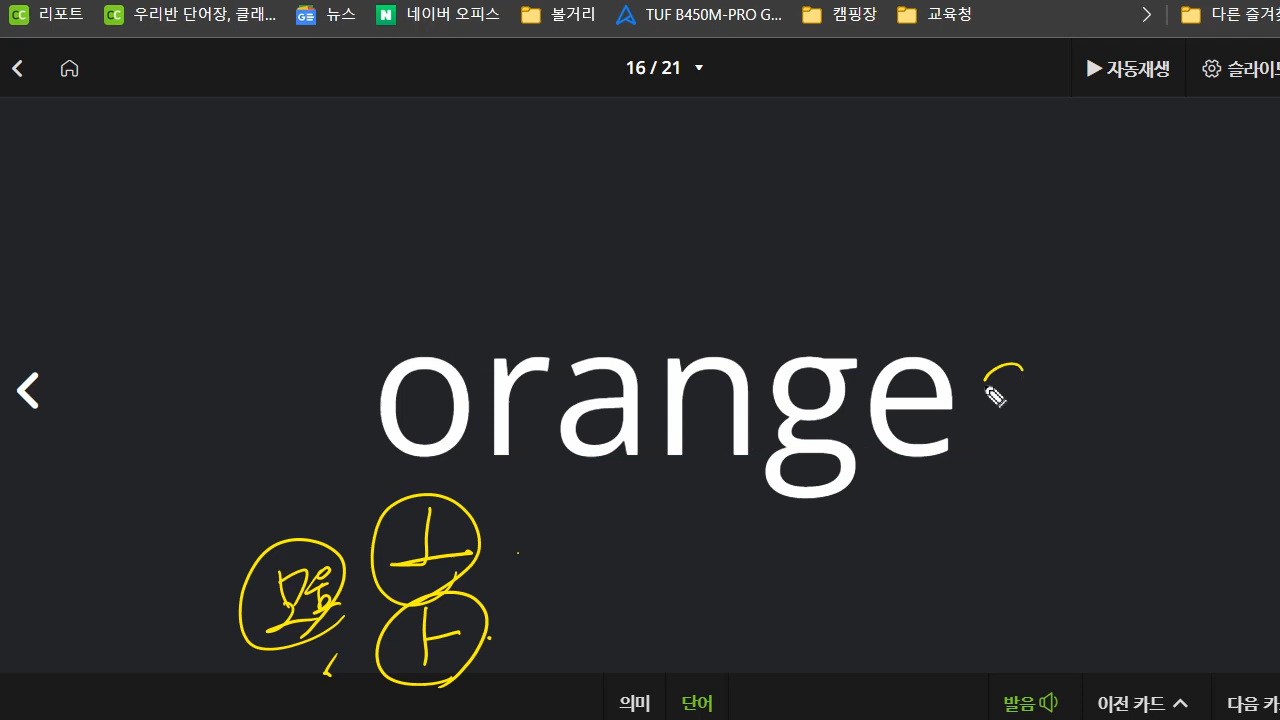 리포트 우리반 단어장, 클래... 뉴스 네이버 오피스 볼거리 TUF B450M-PRO G... 캠핑장 교육청 다른 즐겨찾
16 / 21 자동재생 슬라이드
orange
ㅗ
모음
ㅏ
의미 단어 발음 이전 카드 다음 카